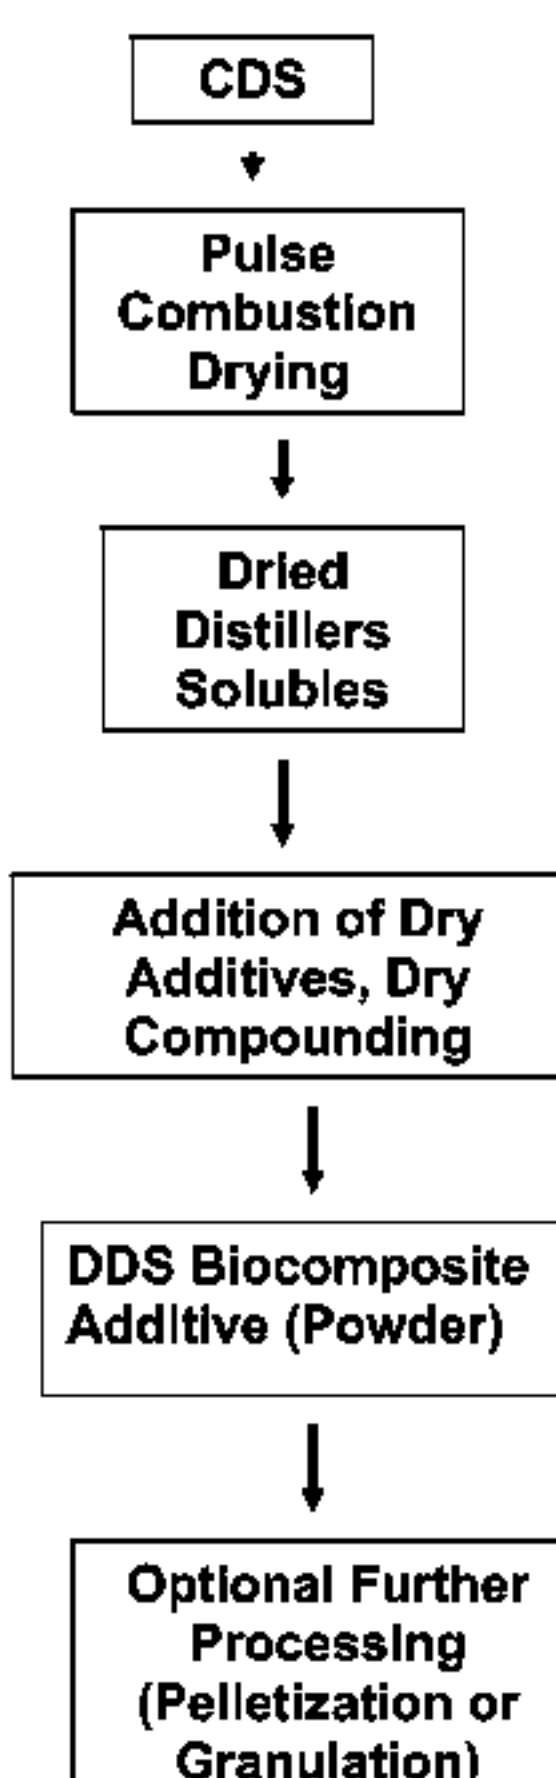 CDS
Pulse
Combustion
Drying
Dried
Distillers
Solubles
Addition of Dry
Additives, Dry
Compounding
DDS Biocomposite
Additive (Powder)
Optional Further
Processing
(Pelletization or
Granulation)